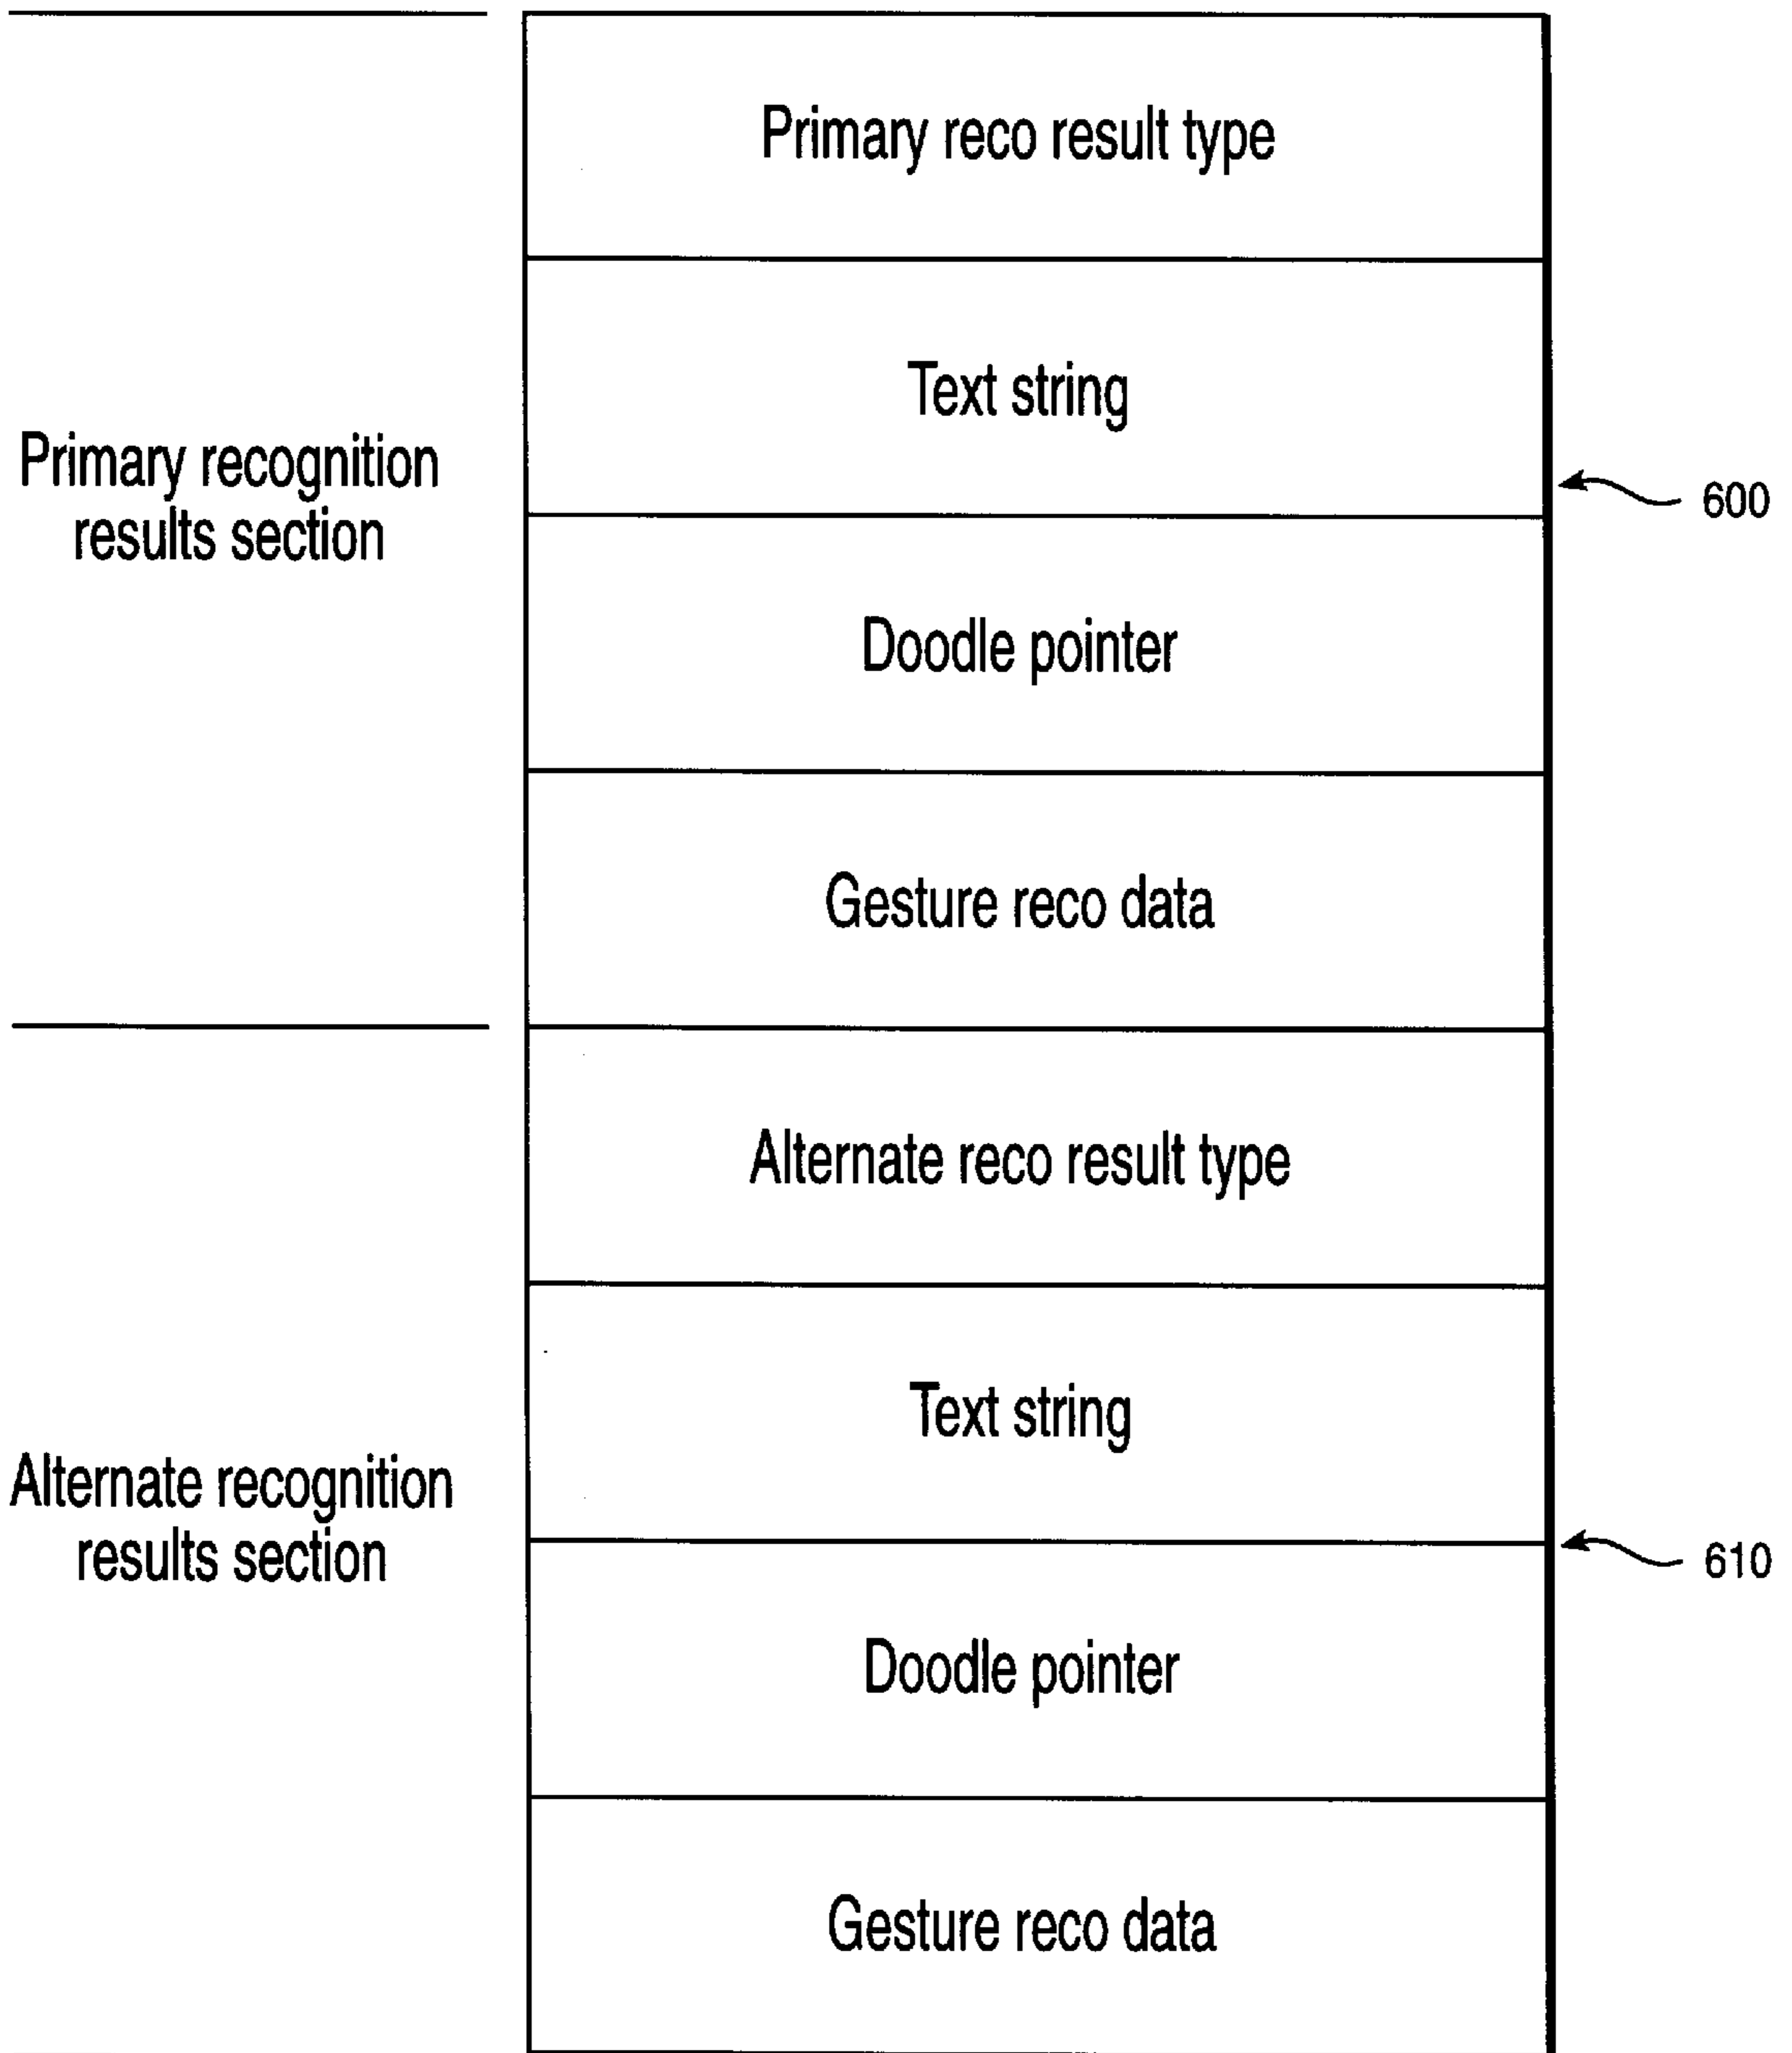 Primary reco result type
Text string
Primary recognition
results section
600
Doodle pointer
Gesture reco data
Alternate reco result type
Text string
Alternate recognition
results section
610
Doodle pointer
Gesture reco data